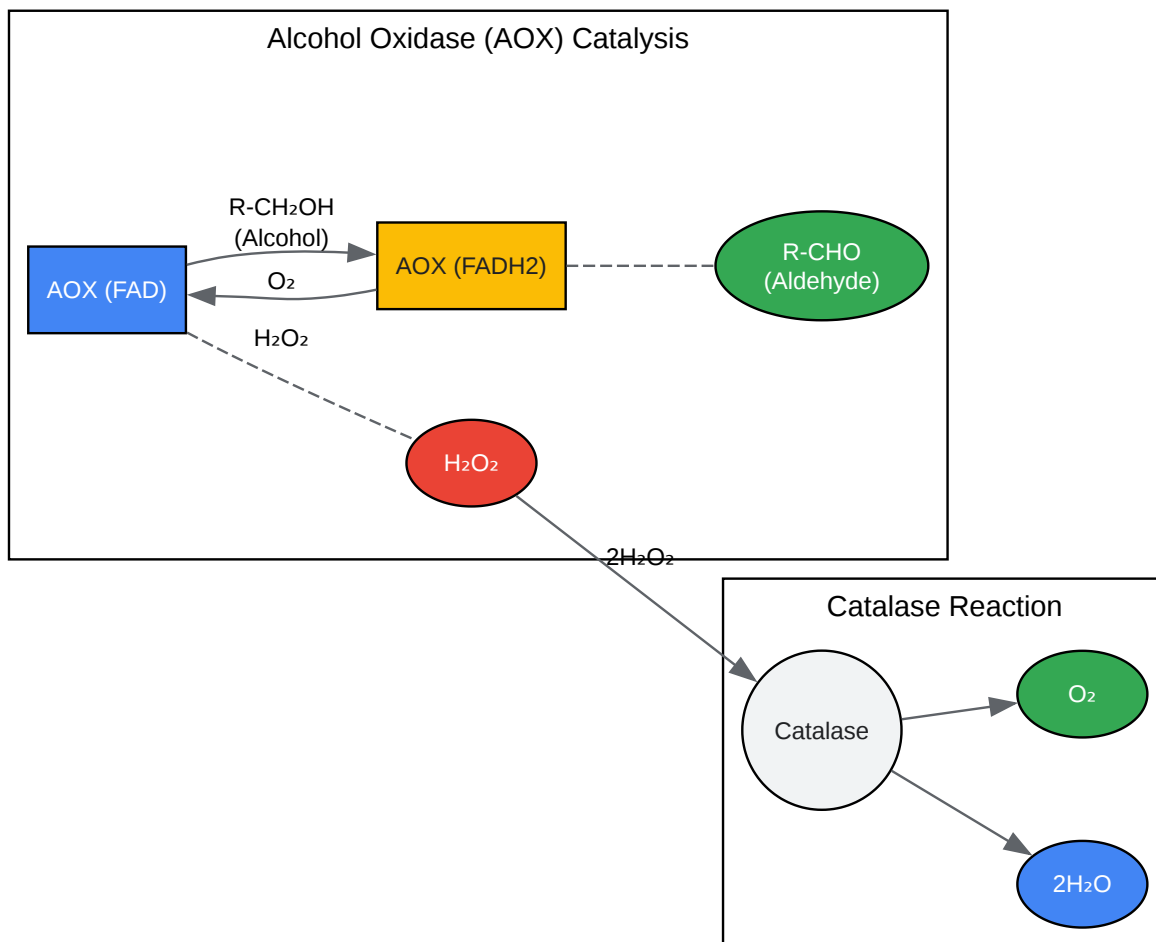 Alcohol Oxidase (AOX) Catalysis
R-CH₂OH
(Alcohol)
AOX (FAD)
O₂
AOX (FADH2)
R-CHO
(Aldehyde)
H₂O₂
H₂O₂
2H₂O₂
Catalase Reaction
Catalase
O₂
2H₂O